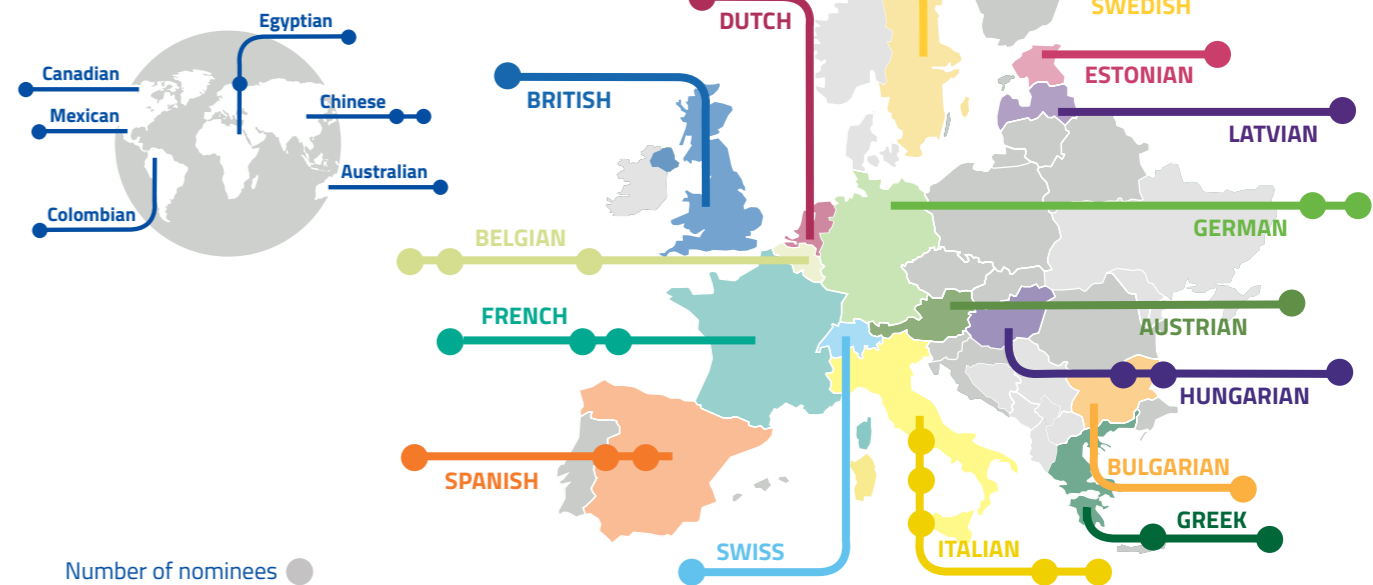 Egyptian
Canadian
Mexican
Chinese
Australian
Colombian
SWEDISH
DUTCH
ESTONIAN
BRITISH
LATVIAN
GERMAN
BELGIAN
FRENCH
AUSTRIAN
HUNGARIAN
BULGARIAN
SPANISH
GREEK
SWISS
ITALIAN
Number of nominees